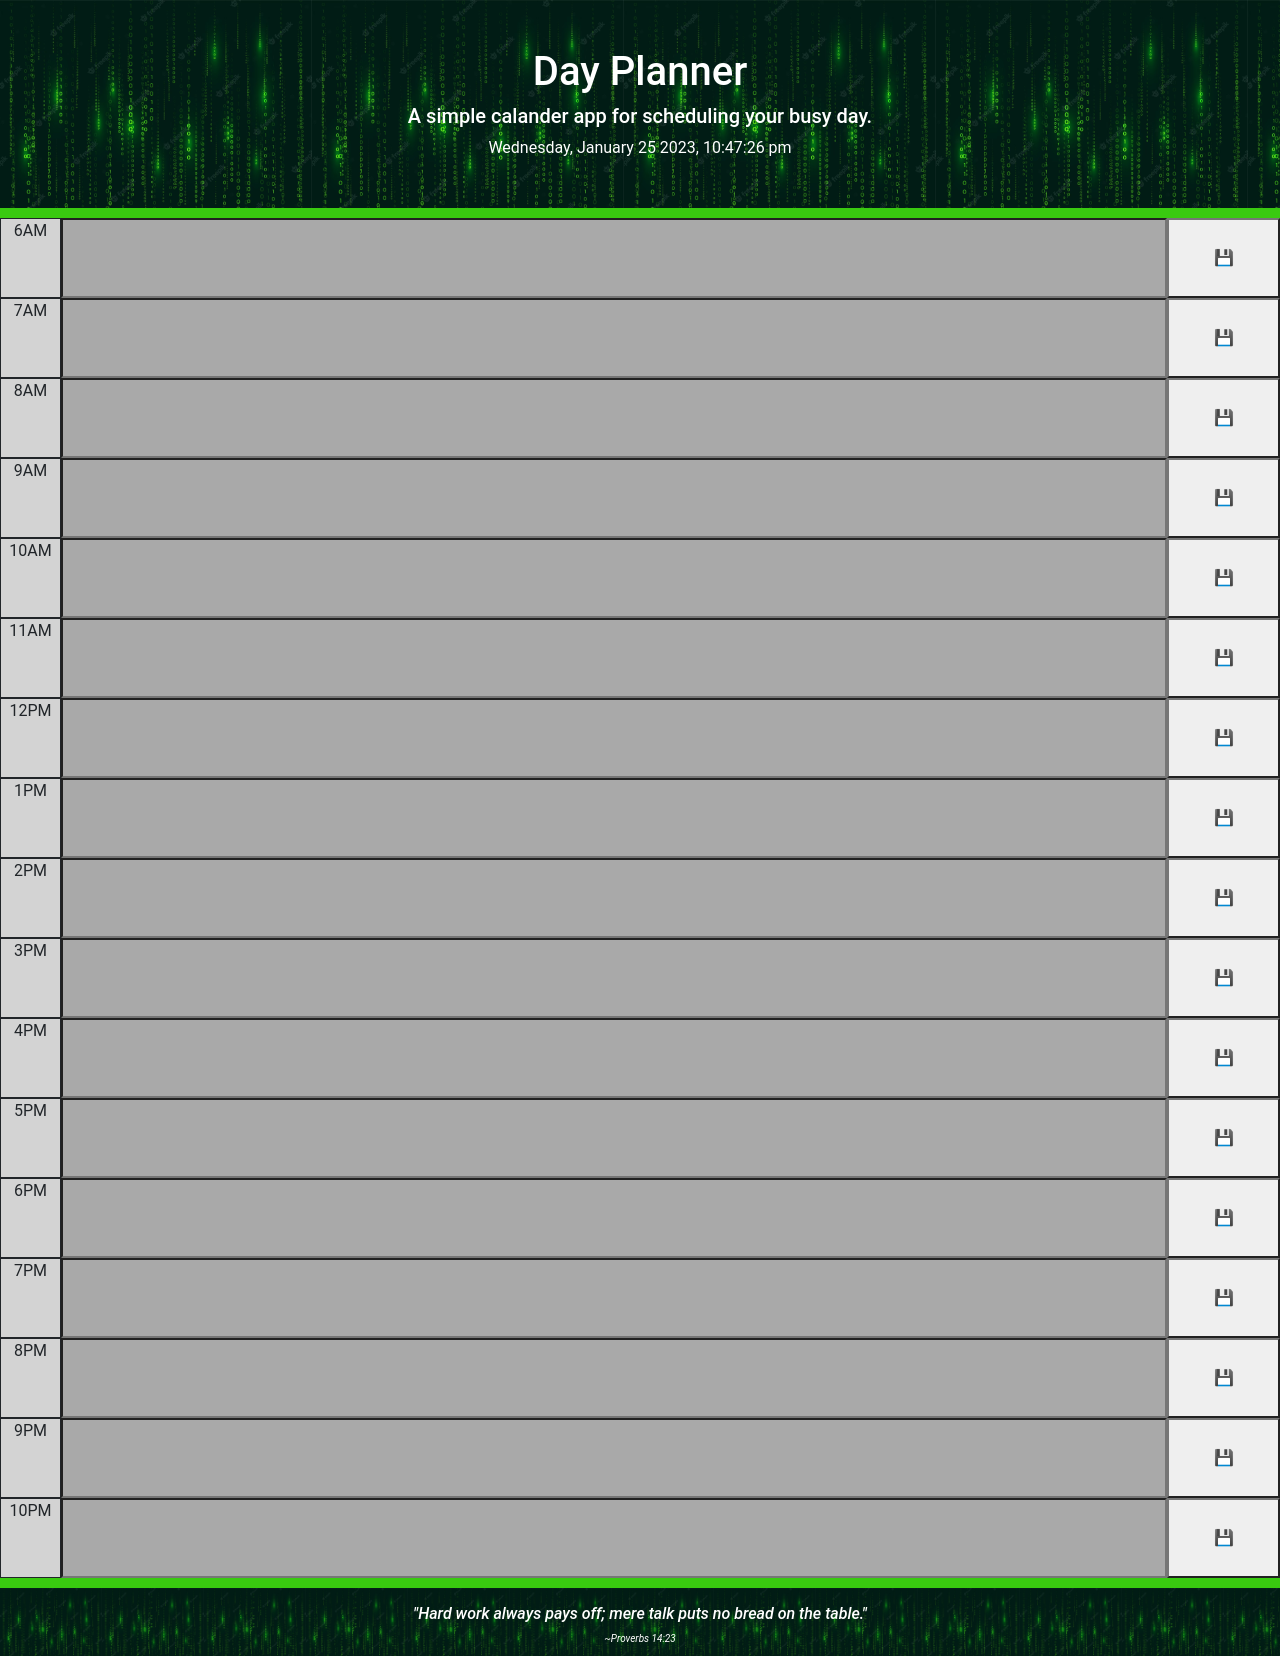 Day Planner
A simple calander app for scheduling your busy day.
Wednesday, January 25 2023, 10:47:26 pm
6AM
7AM
8AM
9AM
10AM
11AM
12PM
1PM
2PM
3PM
4PM
5PM
6PM
7PM
8PM
9PM
10PM
"Hard work always pays off; mere talk puts no bread on the table."
~Proverbs 14:23